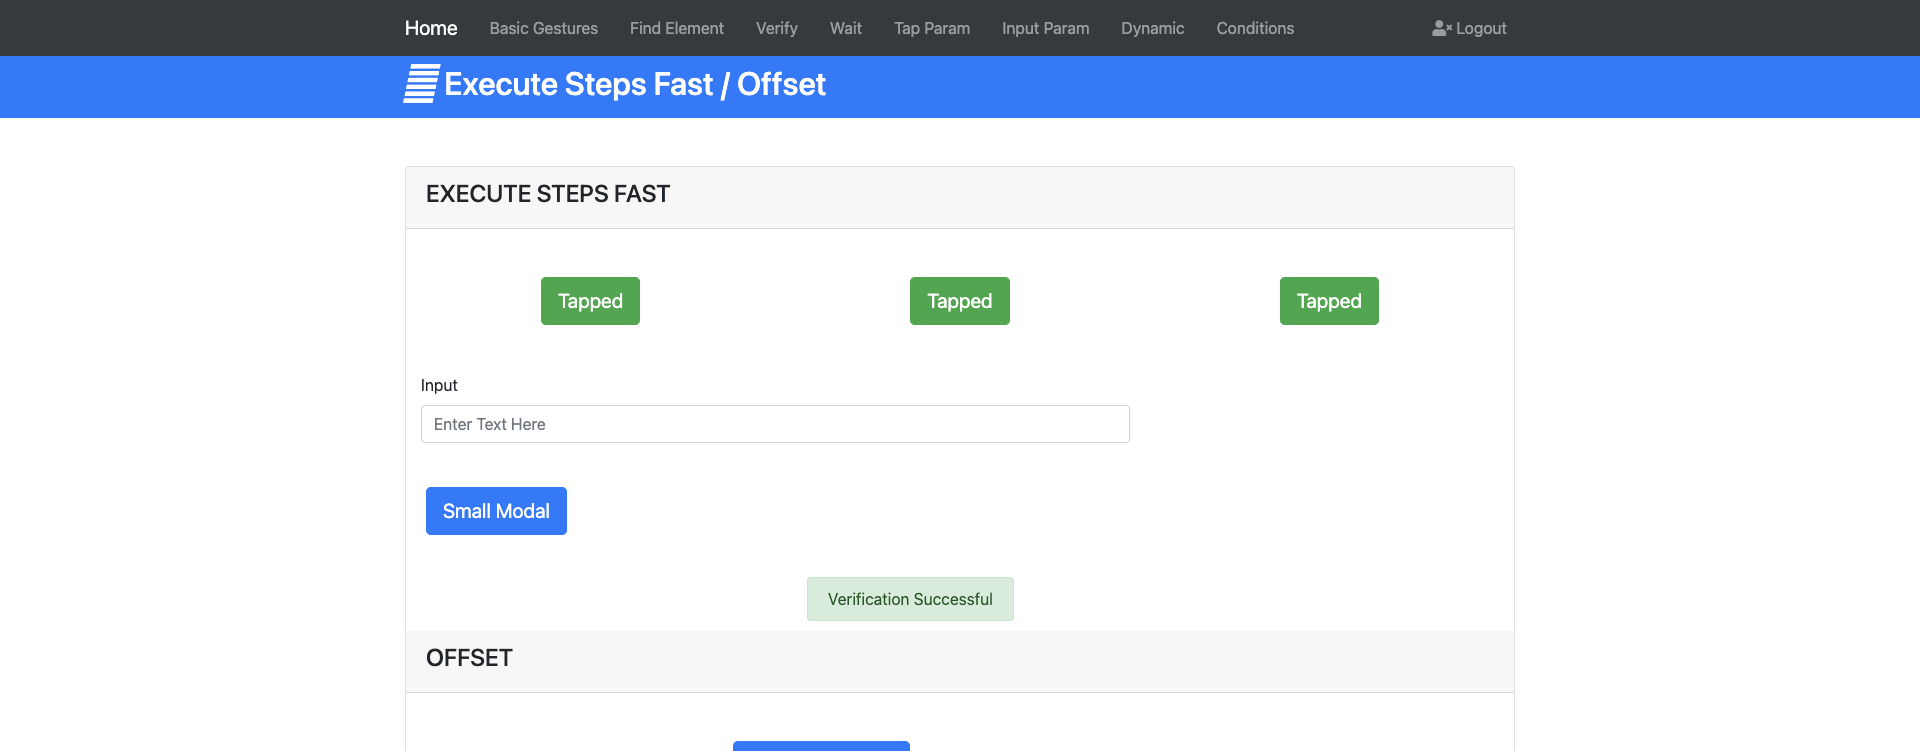 Home Basic Gestures Find Element Verify Wait Tap Param Input Param Dynamic Conditions Logout
Execute Steps Fast / Offset
EXECUTE STEPS FAST
Tapped Tapped Tapped
Input
Enter Text Here
Small Modal
Verification Successful
OFFSET